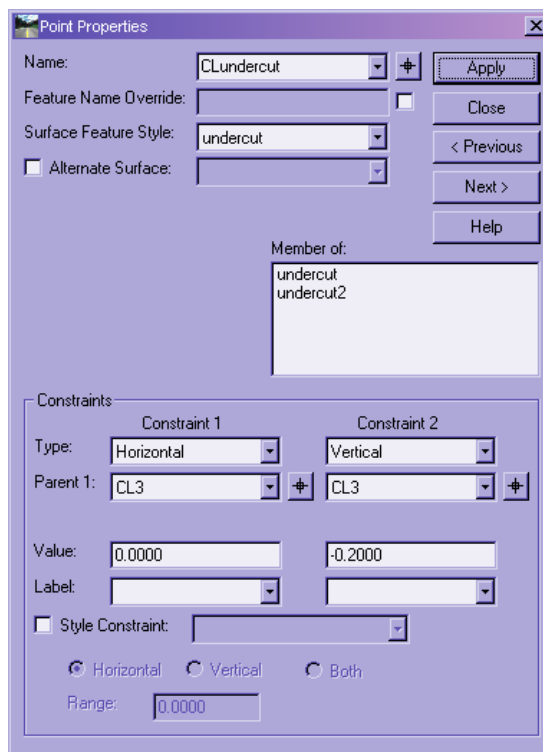 Point Properties
Name: CLundercut Apply
Feature Name Override: Close
Surface Feature Style: undercut < Previous
Alternate Surface: Next >
Help
Member of:
undercut
undercut2
Constraints
Constraint 1 Constraint 2
Type: Horizontal Vertical
Parent 1: CL3 CL3
Value: 0.0000 -0.2000
Label:
Style Constraint:
Horizontal Vertical Both
Range: 0.0000